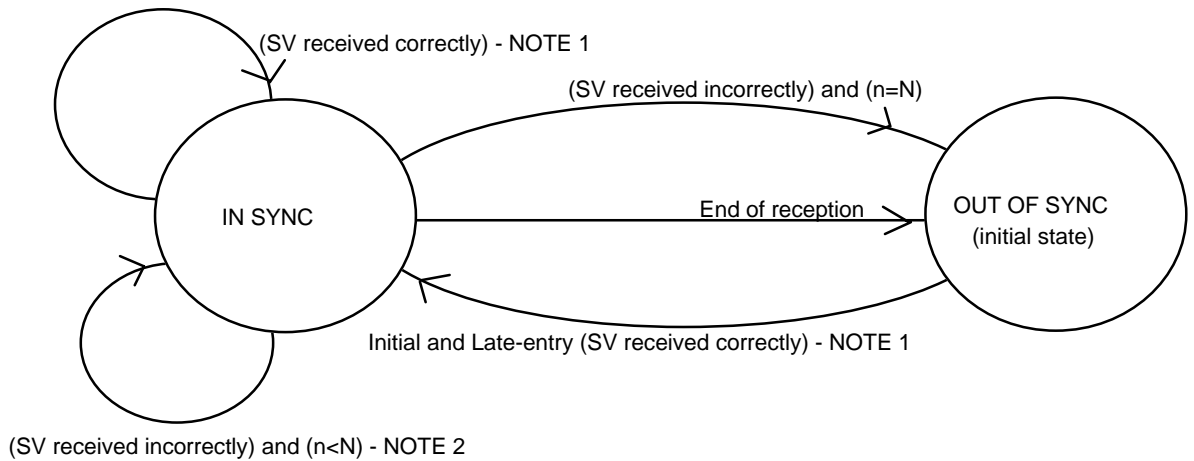 (SV received correctly) - NOTE 1
(SV received incorrectly) and (n=N)
IN SYNC
End of reception
OUT OF SYNC
(initial state)
Initial and Late-entry (SV received correctly) - NOTE 1
(SV received incorrectly) and (n<N) - NOTE 2